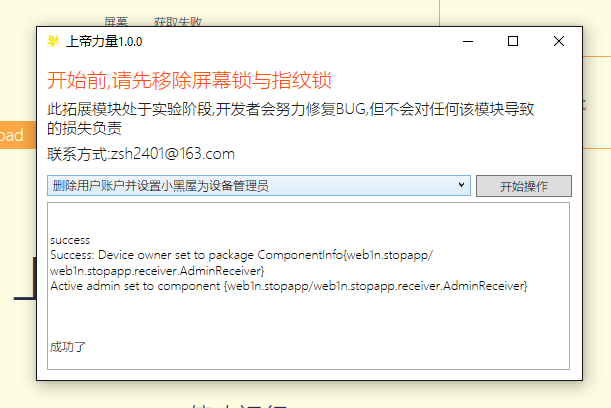 屏幕 获取失败
上帝力量1.0.0
开始前,请先移除屏幕锁与指纹锁
此拓展模块处于实验阶段,开发者会努力修复BUG,但不会对任何该模块导致
的损失负责
oad
联系方式:zsh2401@163.com
删除用户账户并设置小黑屋为设备管理员
开始操作
success
Success: Device owner set to package ComponentInfo{web1n.stopapp/
web1n.stopapp.receiver.AdminReceiver}
Active admin set to component {web1n.stopapp/web1n.stopapp.receiver.AdminReceiver}
成功了